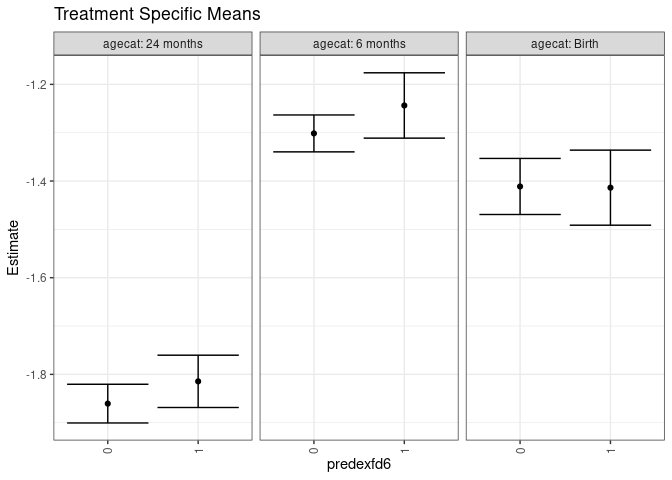 Treatment Specific Means
agecat: 24 months
agecat: 6 months
agecat: Birth
Estimate
-1.2
-1.4
-1.6
-1.8
0
1
0
1
0
1
predexfd6